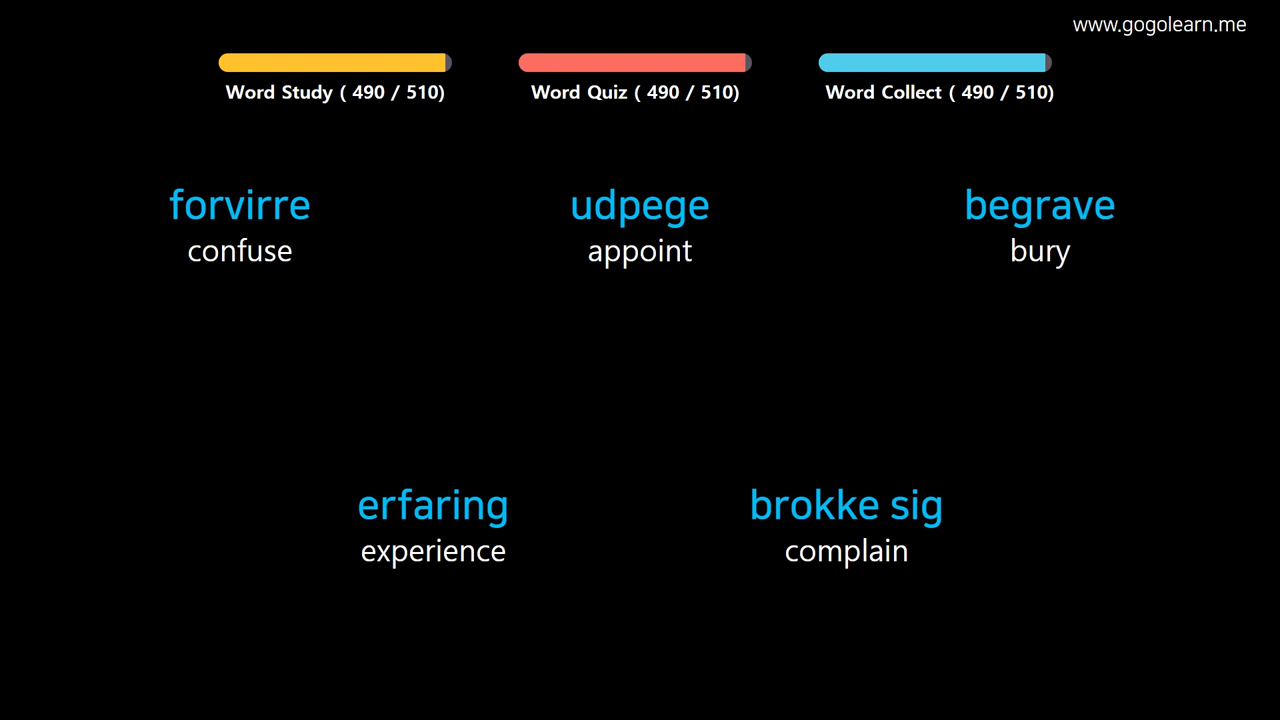 www.gogolearn.me
Word Study ( 490 / 510)
Word Quiz ( 490 / 510)
Word Collect ( 490 / 510)
forvirre
confuse
udpege
appoint
begrave
bury
erfaring
experience
brokke sig
complain